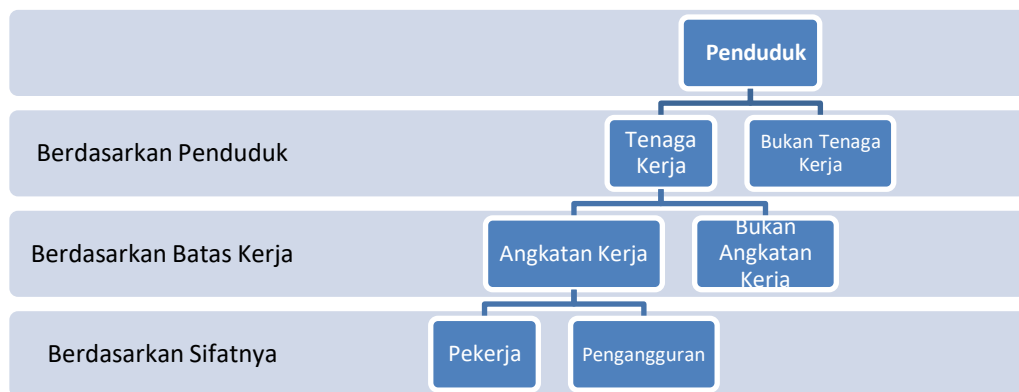 Penduduk
Berdasarkan Penduduk
Tenaga
Kerja
Bukan Tenaga
Kerja
Berdasarkan Batas Kerja
Angkatan Kerja
Bukan
Angkatan
Kerja
Berdasarkan Sifatnya
Pekerja
Pengangguran